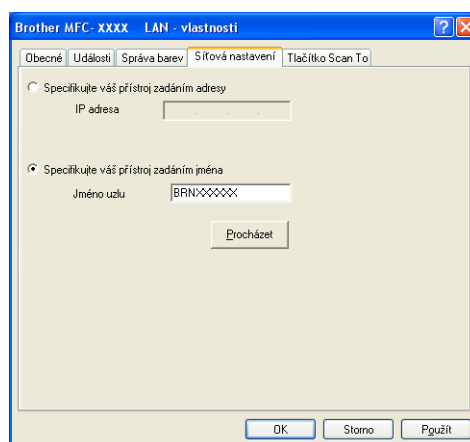 Brother MFC- XXXX LAN - vlastnosti
Obecné Události Správa barev Síťová nastavení Tlačítko Scan To
Specifikujte váš přístroj zadáním adresy
IP adresa
Specifikujte váš přístroj zadáním jména
Jméno uzlu BRNXXXXXX
Procházet
OK Storno Použít